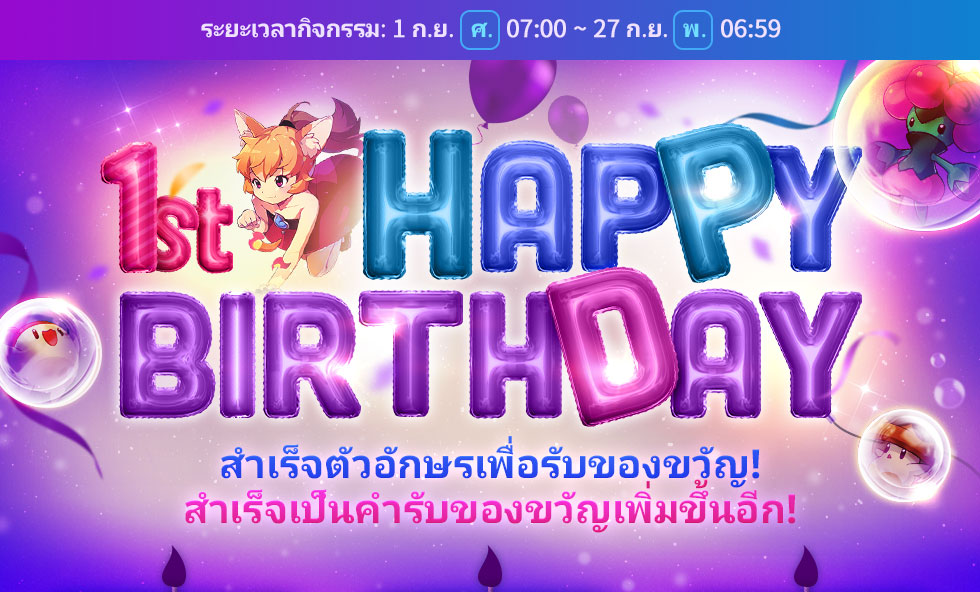 ระยะเวลากิจกรรม: 1 ก.ย. ศ. 07:00 ~ 27 ก.ย. พ. 06:59
1st HAPPY
BIRTHDAY
สำเร็จตัวอักษรเพื่อรับของขวัญ!
สำเร็จเป็นคำรับของขวัญเพิ่มขึ้นอีก!